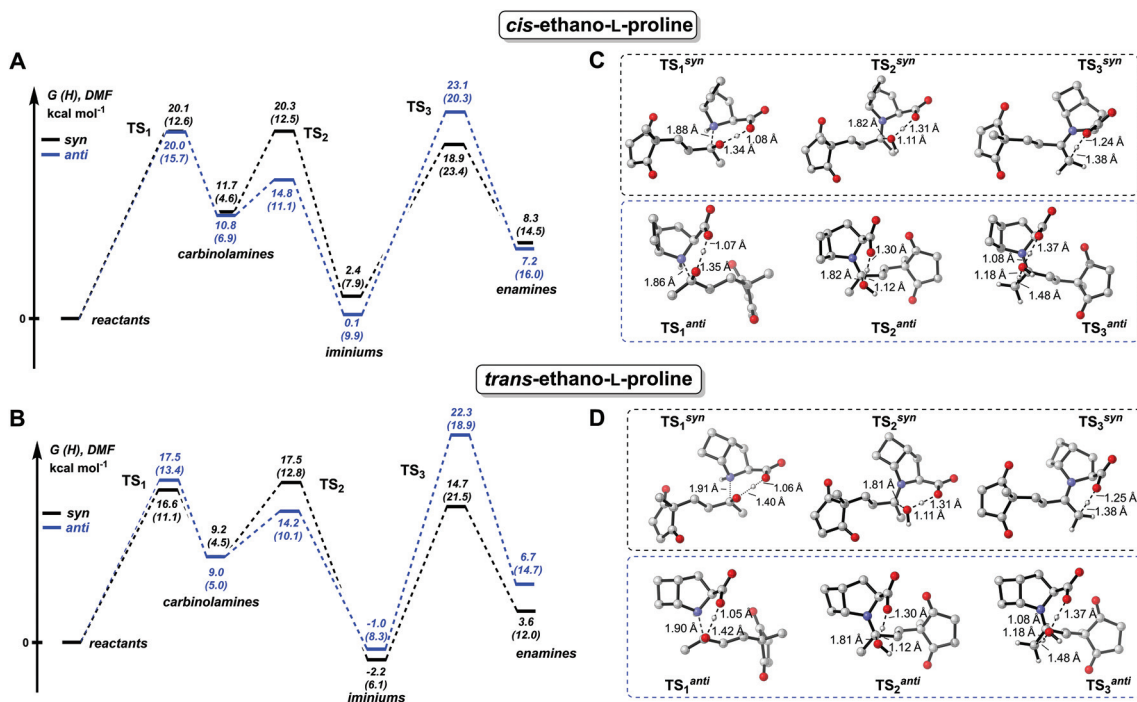 cis-ethano-L-proline
A
G (H), DMF
kcal mol-1
syn
anti
TS1
20.1
(12.6)
20.0
(15.7)
20.3
(12.5)
TS2
23.1
(20.3)
TS3
18.9
(23.4)
11.7
(4.6)
10.8
(6.9)
carbinolamines
14.8
(11.1)
8.3
(14.5)
7.2
(16.0)
enamines
2.4
(7.9)
0.1
(9.9)
iminiums
0
reactants
C
TS1syn
TS2syn
TS3syn
1.88 Å
1.34 Å
1.08 Å
1.82 Å
1.31 Å
1.11 Å
1.24 Å
1.38 Å
1.07 Å
1.35 Å
1.86 Å
1.30 Å
1.82 Å
1.12 Å
1.37 Å
1.08 Å
1.18 Å
1.48 Å
TS1anti
TS2anti
TS3anti
trans-ethano-L-proline
B
G (H), DMF
kcal mol-1
syn
anti
TS1
17.5
(13.4)
16.6
(11.1)
17.5
(12.8)
TS2
22.3
(18.9)
TS3
14.7
(21.5)
9.2
(4.5)
9.0
(5.0)
carbinolamines
14.2
(10.1)
6.7
(14.7)
3.6
(12.0)
enamines
-1.0
(8.3)
-2.2
(6.1)
iminiums
0
reactants
D
TS1syn
TS2syn
TS3syn
1.91 Å
1.06 Å
1.40 Å
1.81 Å
1.31 Å
1.11 Å
1.25 Å
1.38 Å
1.05 Å
1.90 Å
1.42 Å
1.30 Å
1.81 Å
1.12 Å
1.08 Å
1.37 Å
1.18 Å
1.48 Å
TS1anti
TS2anti
TS3anti